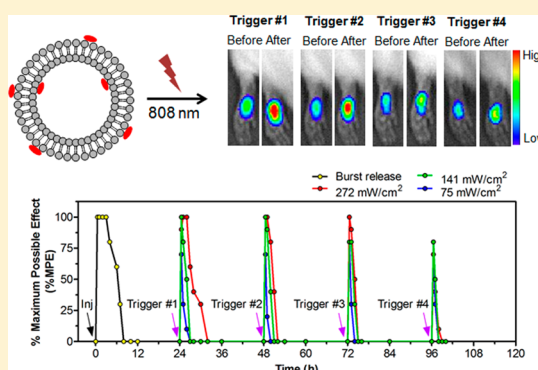 Trigger #1 Trigger #2 Trigger #3 Trigger #4
Before After Before After Before After Before After
808 nm
Low
Burst release
272 mW/cm²
141 mW/cm²
75 mW/cm²
% Maximum Possible Effect
(%MPE)
100
75
50
25
0
Inj
Trigger #1
Trigger #2
Trigger #3
Trigger #4
0 12 24 36 48 60 72 84 96 108 120
Time (h)